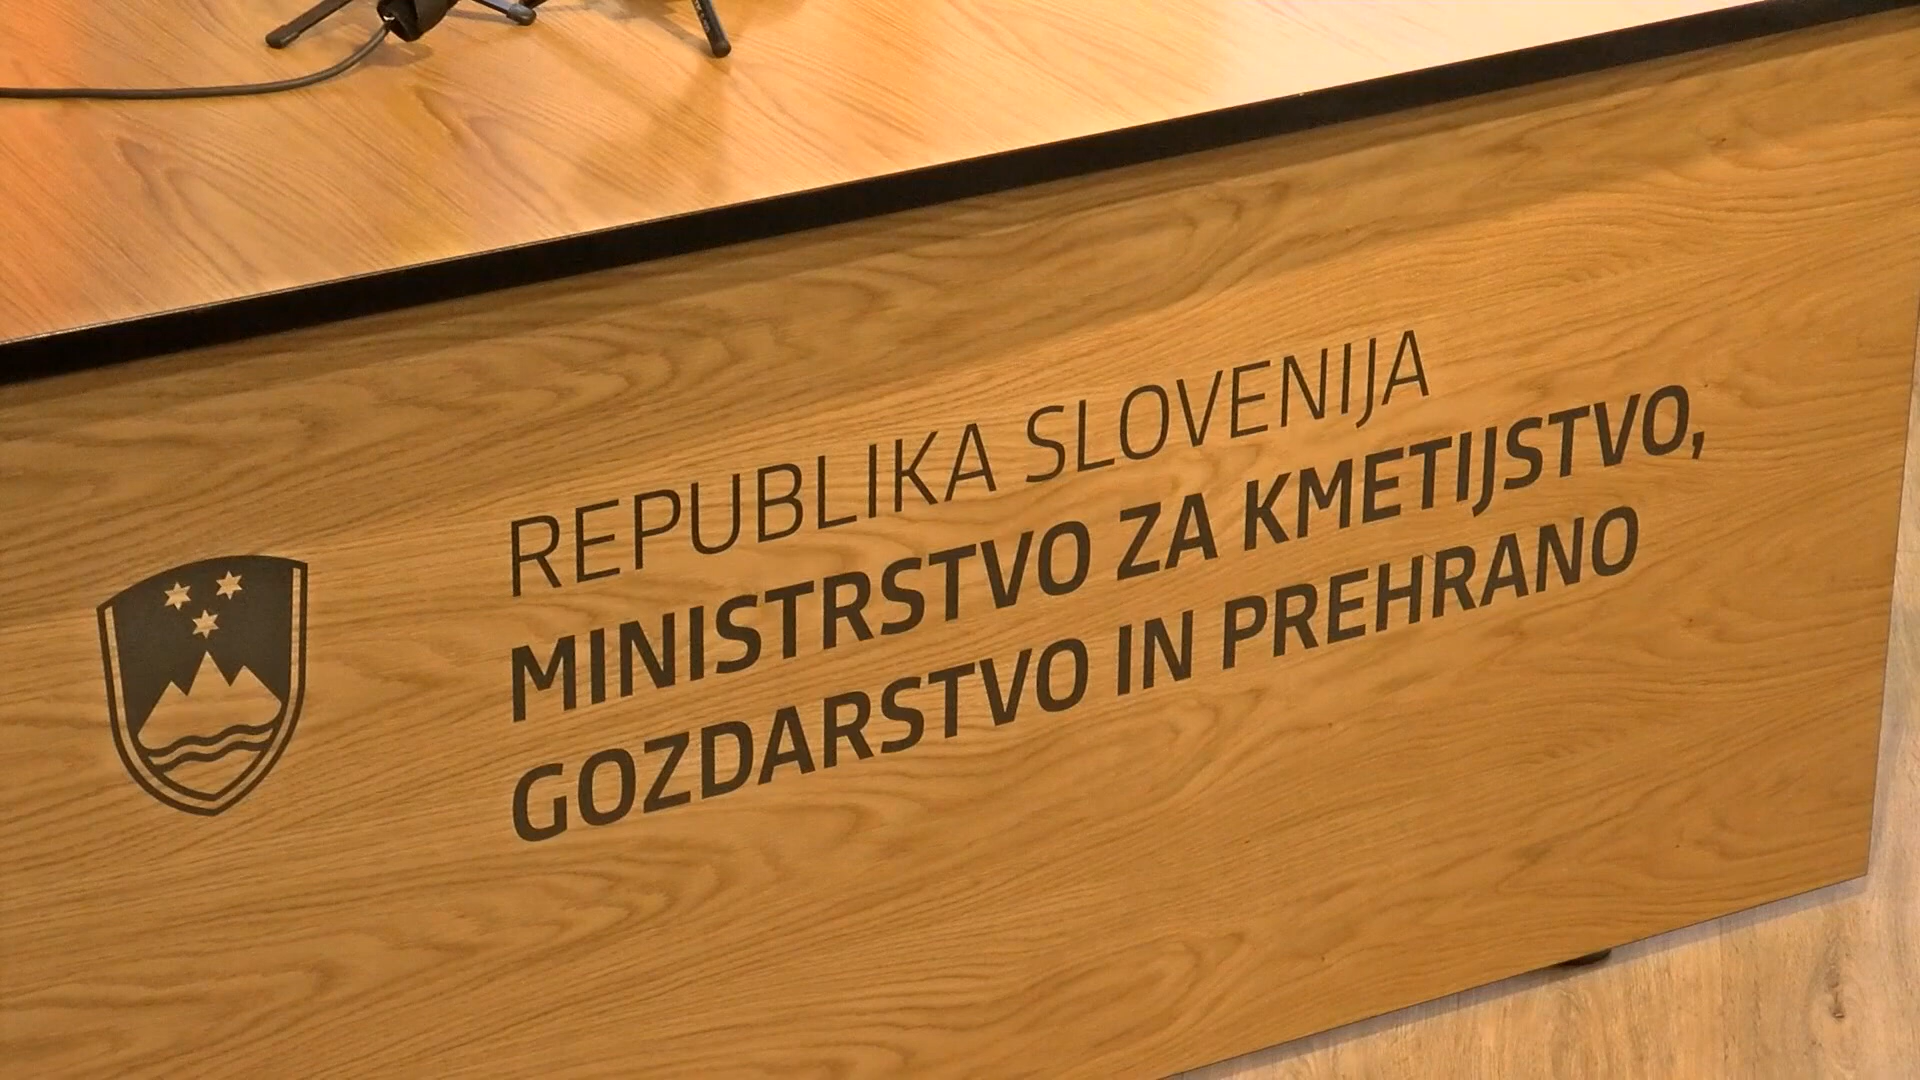 REPUBLIKA SLOVENIJA
MINISTRSTVO ZA KMETIJSTVO,
GOZDARSTVO IN PREHRANO